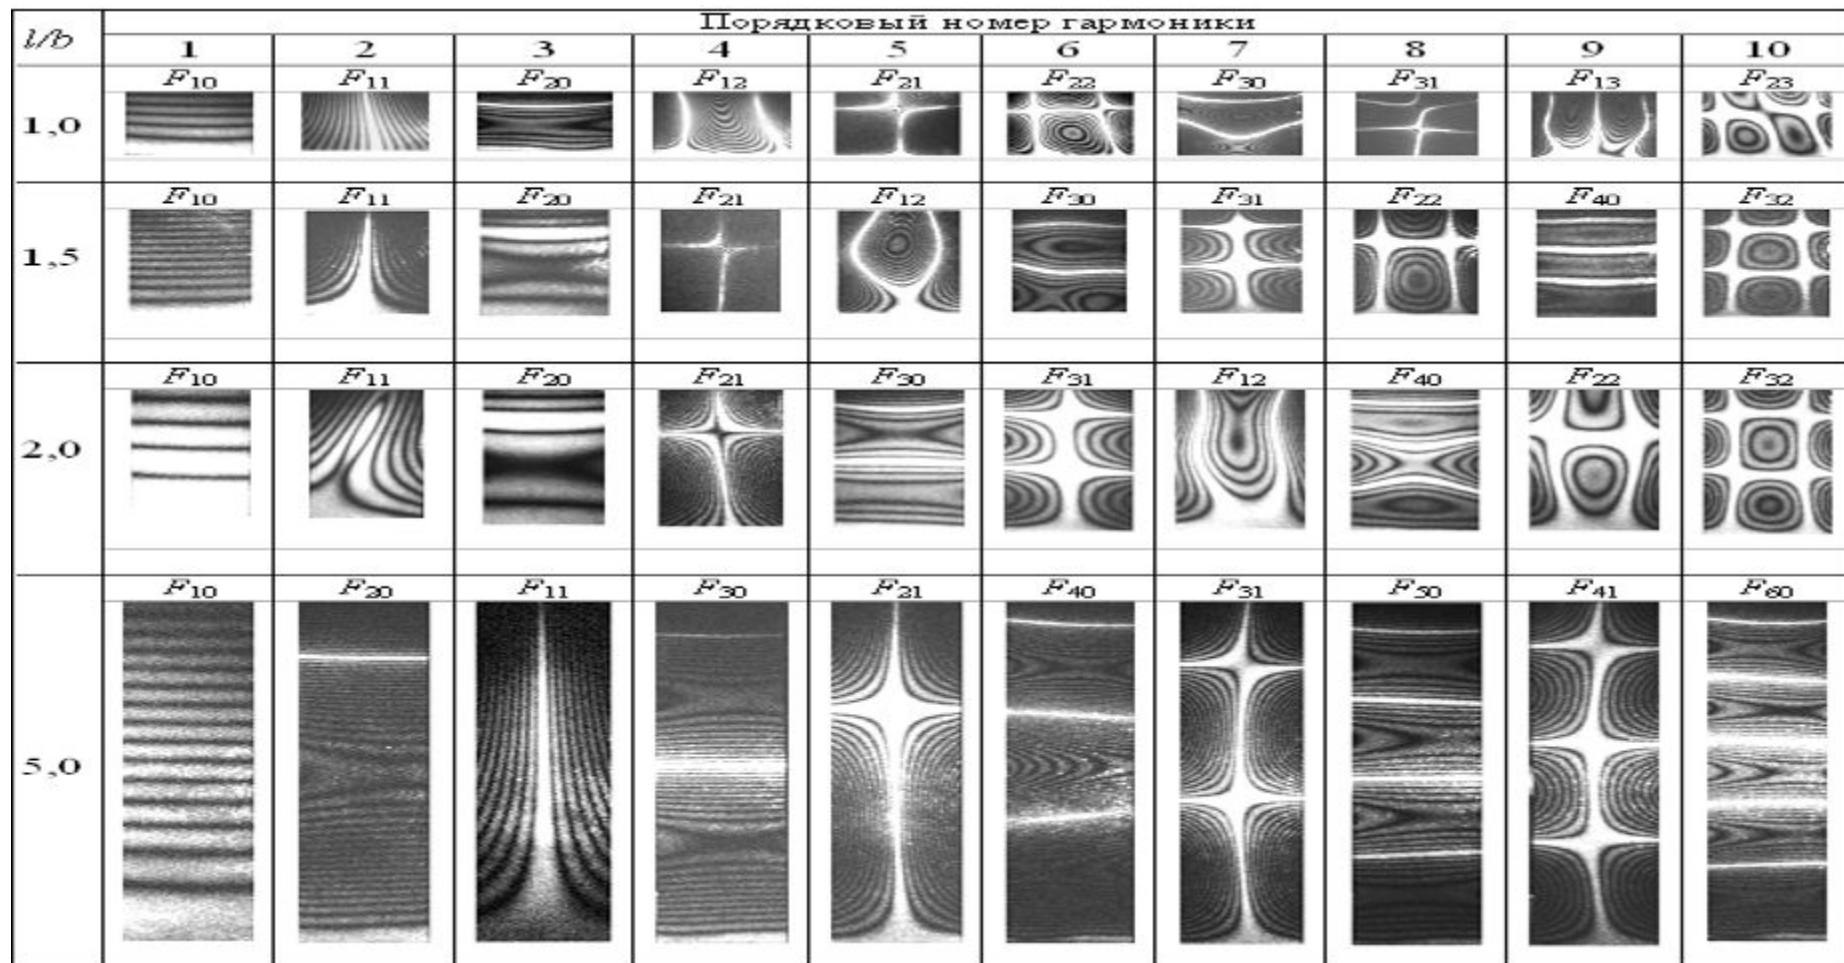 Порядковый номер гармоники
l/b
1 2 3 4 5 6 7 8 9 10
F10 F11 F20 F12 F21 F22 F30 F31 F13 F23
1,0
F10 F11 F20 F21 F12 F30 F31 F22 F40 F32
1,5
F10 F11 F20 F21 F30 F31 F12 F40 F22 F32
2,0
F10 F20 F11 F30 F21 F40 F31 F50 F41 F60
5,0